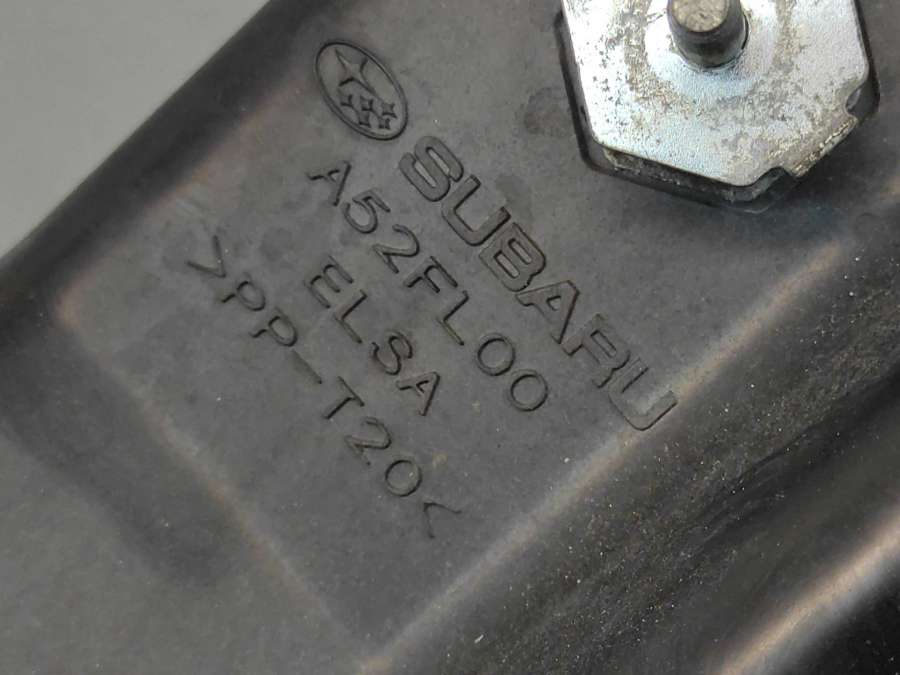 SUBARU
A52FL00
ELSA
>PP-T20<